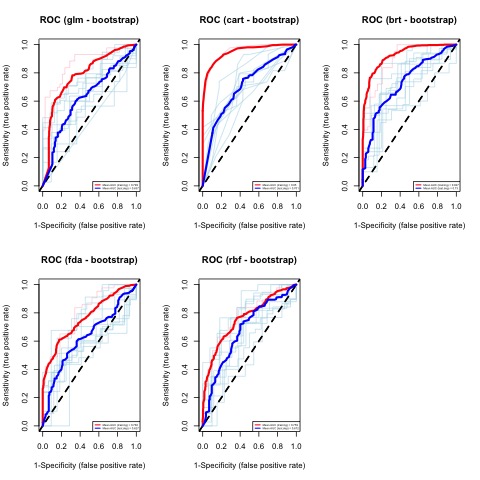 ROC (glm - bootstrap)
Sensitivity (true positive rate)
0.0 0.2 0.4 0.6 0.8 1.0
0.0 0.2 0.4 0.6 0.8 1.0
1-Specificity (false positive rate)
ROC (cart - bootstrap)
Sensitivity (true positive rate)
0.0 0.2 0.4 0.6 0.8 1.0
0.0 0.2 0.4 0.6 0.8 1.0
1-Specificity (false positive rate)
ROC (brt - bootstrap)
Sensitivity (true positive rate)
0.0 0.2 0.4 0.6 0.8 1.0
0.0 0.2 0.4 0.6 0.8 1.0
1-Specificity (false positive rate)
ROC (fda - bootstrap)
Sensitivity (true positive rate)
0.0 0.2 0.4 0.6 0.8 1.0
0.0 0.2 0.4 0.6 0.8 1.0
1-Specificity (false positive rate)
ROC (rbf - bootstrap)
Sensitivity (true positive rate)
0.0 0.2 0.4 0.6 0.8 1.0
0.0 0.2 0.4 0.6 0.8 1.0
1-Specificity (false positive rate)